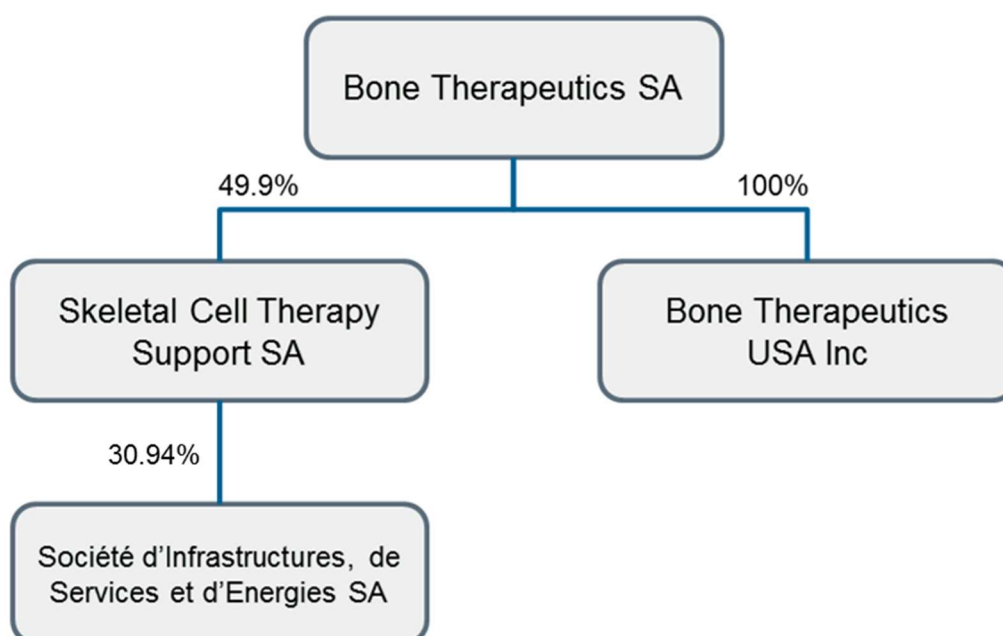 Bone Therapeutics SA
49.9%
100%
Skeletal Cell Therapy
Support SA
Bone Therapeutics
USA Inc
30.94%
Société d'Infrastructures, de
Services et d'Energies SA